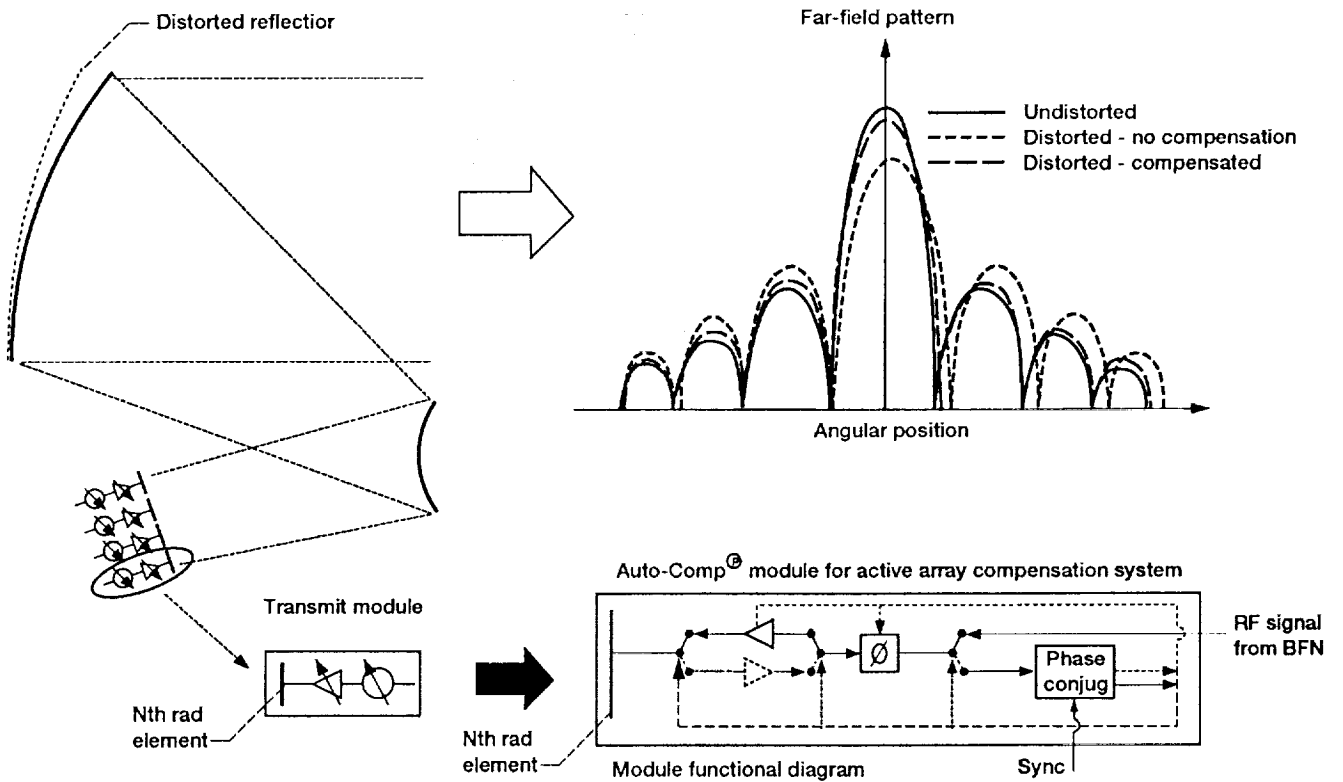 Distorted reflectior
Far-field pattern
Undistorted
Distorted - no compensation
Distorted - compensated
Angular position
Transmit module
Nth rad
element
Auto-Comp Ⓟ module for active array compensation system
RF signal
from BFN
Ø
Phase
conjug
Nth rad
element
Module functional diagram
Sync